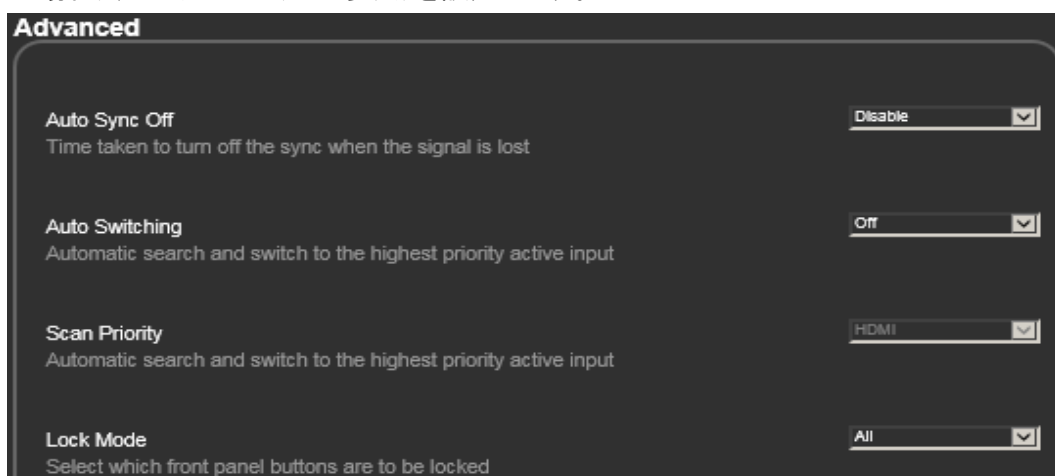 Advanced
Auto Sync Off
Disable
Time taken to turn off the sync when the signal is lost
Auto Switching
Off
Automatic search and switch to the highest priority active input
Scan Priority
HDMI
Automatic search and switch to the highest priority active input
Lock Mode
All
Select which front panel buttons are to be locked